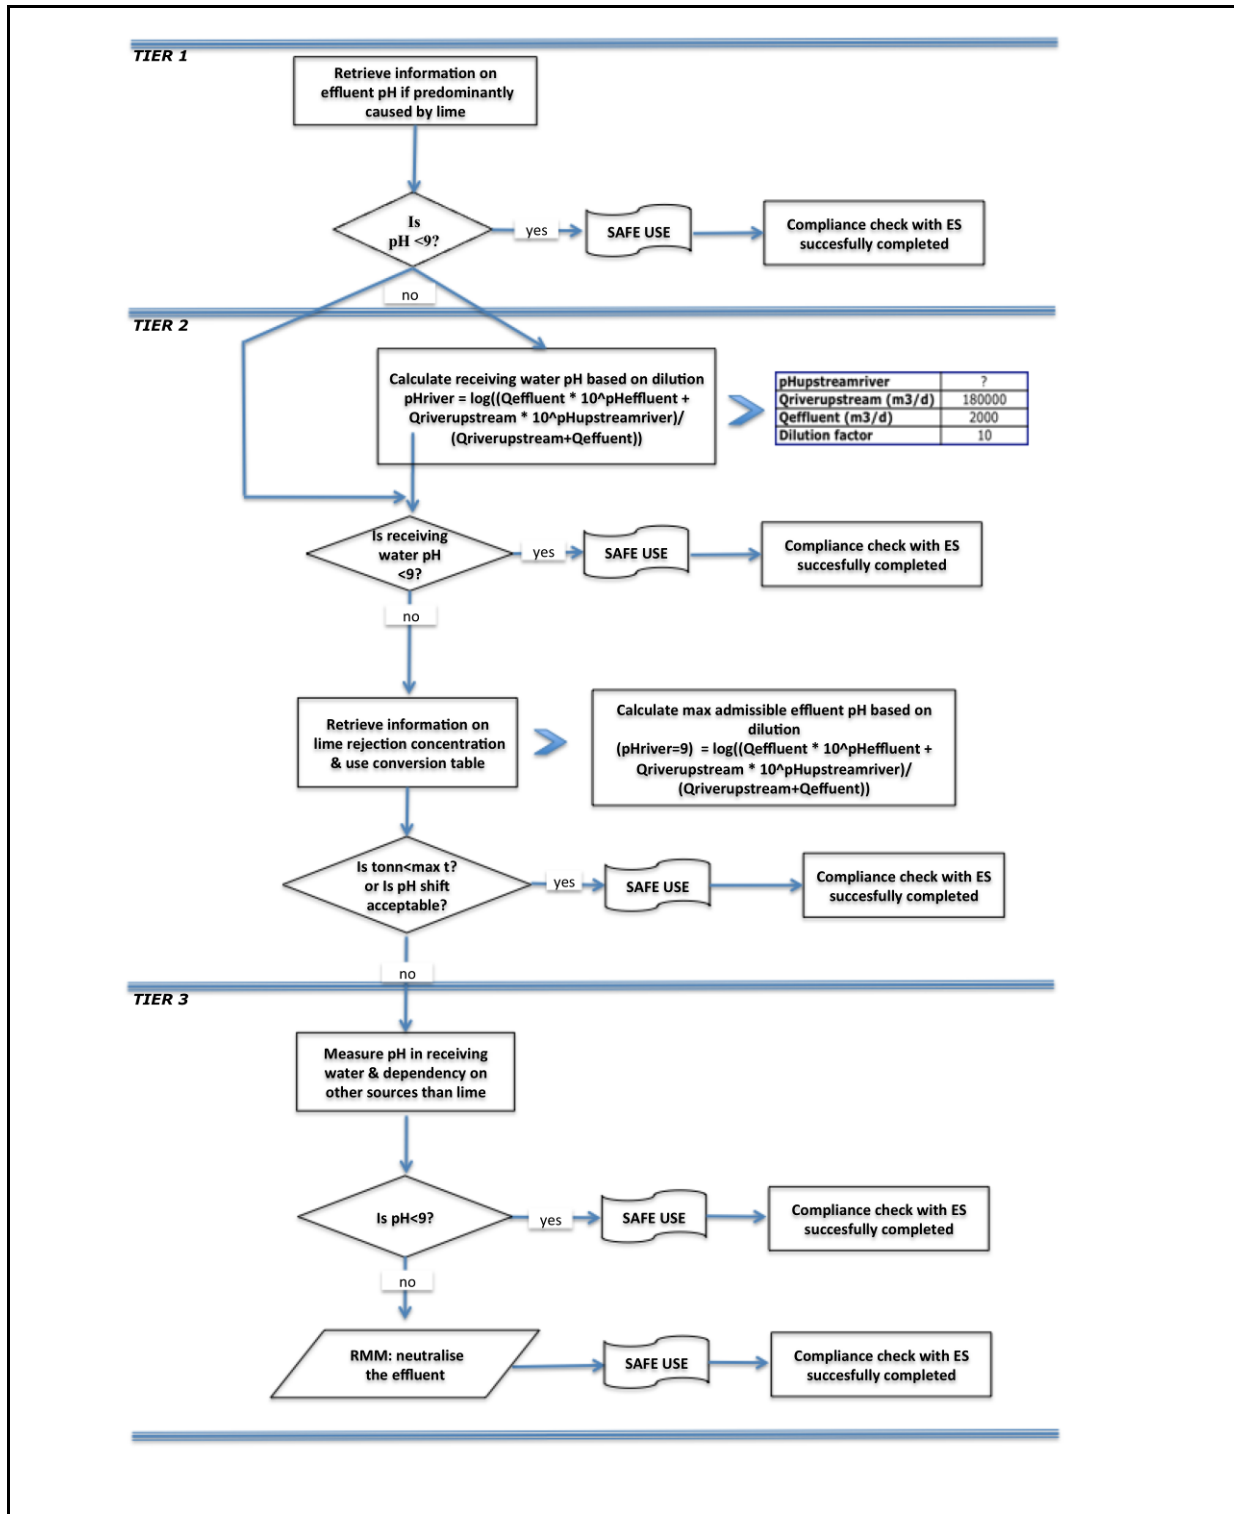 TIER 1
Retrieve information on
effluent pH if predominantly
caused by lime
Is
pH <9?
yes
SAFE USE
Compliance check with ES
succesfully completed
no
TIER 2
Calculate receiving water pH based on dilution
pHriver = log((Qeffluent * 10^pHeffluent +
Qriverupstream * 10^pHupstreamriver)/
(Qriverupstream+Qeffuent))
pHupstreamriver ?
Qriverupstream (m3/d) 180000
Qeffluent (m3/d) 2000
Dilution factor 10
Is receiving
water pH
<9?
yes
SAFE USE
Compliance check with ES
succesfully completed
no
Retrieve information on
lime rejection concentration
& use conversion table
Calculate max admissible effluent pH based on
dilution
(pHriver=9) = log((Qeffluent * 10^pHeffluent +
Qriverupstream * 10^pHupstreamriver)/
(Qriverupstream+Qeffuent))
Is tonn<max t?
or Is pH shift
acceptable?
yes
SAFE USE
Compliance check with ES
succesfully completed
no
TIER 3
Measure pH in receiving
water & dependency on
other sources than lime
Is pH<9?
yes
SAFE USE
Compliance check with ES
succesfully completed
no
RMM: neutralise
the effluent
SAFE USE
Compliance check with ES
succesfully completed